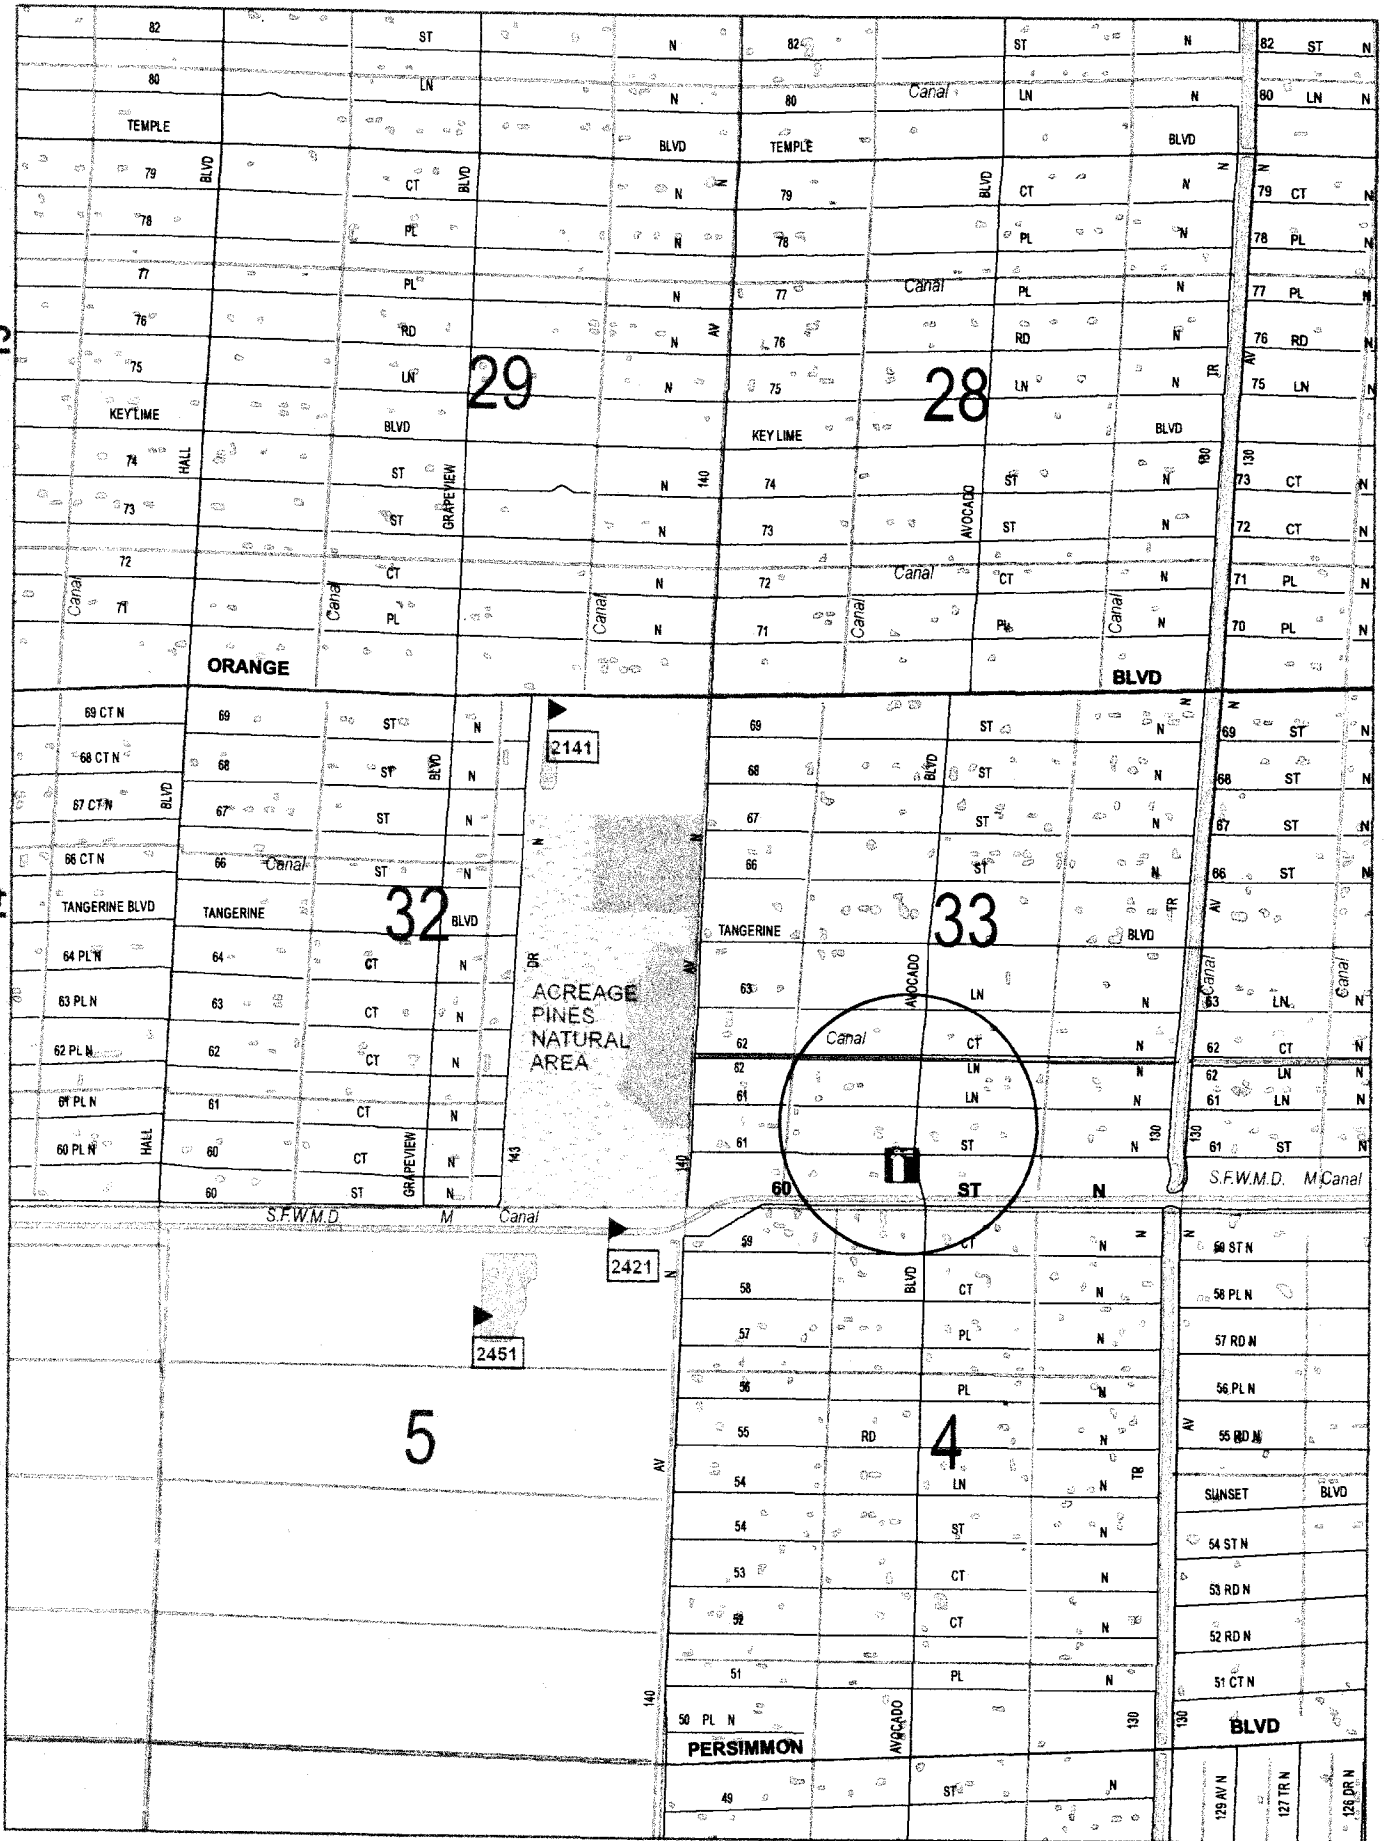 82 ST N 82 ST N 82 ST N
80 LN N 80 Canal LN N 80 LN N
TEMPLE BLVD TEMPLE BLVD
BLVD BLVD N BLVD N N
79 CT N 79 CT N 79 CT N
78 PL N 78 PL N 78 PL N
77 PL N 77 Canal PL N 77 PL N
76 RD N AV 76 RD N 76 RD N
75 LN N 75 LN N TR AV 75 LN N
29 28
KEY LIME BLVD KEY LIME BLVD
HALL GRAPEVIEW 140 AVOCADO 130 130
74 ST N 74 ST N 73 CT N
73 ST N 73 ST N 72 CT N
72 CT N 72 Canal CT N 71 PL N
Canal Canal Canal Canal Canal
71 PL N 71 PL N 70 PL N
ORANGE BLVD
69 CT N 69 ST N 69 ST N N N 69 ST N
2141
68 CT N 68 ST BLVD N 68 BLVD ST N 68 ST N
67 CT N BLVD 67 ST N 67 ST N 67 ST N
N N
66 CT N 66 Canal ST N 66 ST N 66 ST N
TANGERINE BLVD TANGERINE 32 BLVD TANGERINE 33 BLVD TR AV
64 PL N 64 CT N DR AV AVOCADO Canal Canal
63 PL N 63 CT N 63 LN N 63 LN N
ACREAGE
PINES
NATURAL
AREA
62 PL N 62 CT N 62 Canal CT N 62 CT N
62 LN N 62 LN N
61 PL N 61 CT N 61 LN N 61 LN N
60 PL N HALL 60 CT GRAPEVIEW N 143 140 61 ST N 130 130 61 ST N
60 ST N 60 ST N S.F.W.M.D. M Canal
S.F.W.M.D. M Canal
2421
N 59 CT N N N 59 ST N
58 BLVD CT N 58 PL N
2451
57 PL N 57 RD N
56 PL N 56 PL N
5 AV 55 RD 4 N TR AV 55 RD N
54 LN N SUNSET BLVD
54 ST N 54 ST N
53 CT N 53 RD N
52 CT N 52 RD N
51 PL N 51 CT N
140 50 PL N AVOCADO 130 130
PERSIMMON BLVD
49 ST N 129 AV N 127 TR N 126 DR N